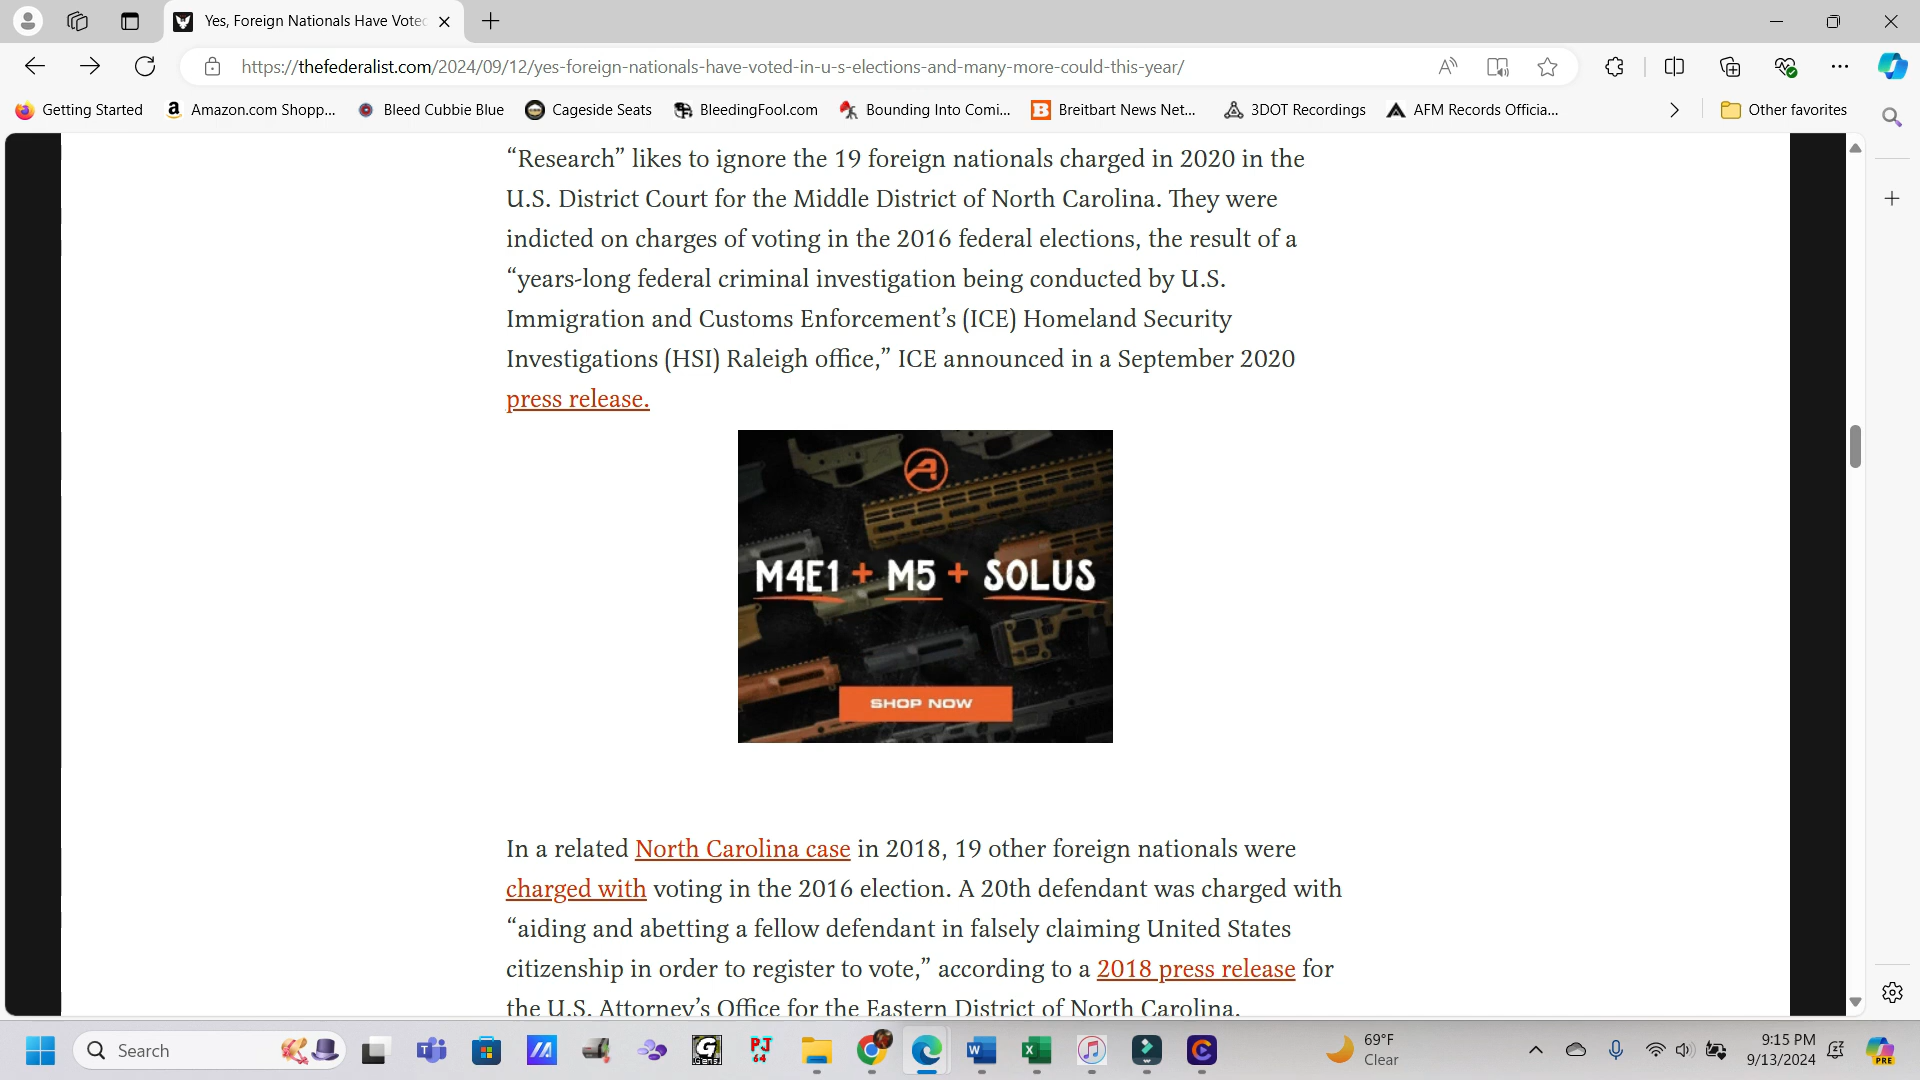 Yes, Foreign Nationals Have Voted
https://thefederalist.com/2024/09/12/yes-foreign-nationals-have-voted-in-u-s-elections-and-many-more-could-this-year/
Getting Started
Amazon.com Shopp...
Bleed Cubbie Blue
Cageside Seats
BleedingFool.com
Bounding Into Comi...
Breitbart News Net...
3DOT Recordings
AFM Records Officia...
Other favorites
“Research” likes to ignore the 19 foreign nationals charged in 2020 in the
U.S. District Court for the Middle District of North Carolina. They were
indicted on charges of voting in the 2016 federal elections, the result of a
“years-long federal criminal investigation being conducted by U.S.
Immigration and Customs Enforcement’s (ICE) Homeland Security
Investigations (HSI) Raleigh office,” ICE announced in a September 2020
press release.
M4E1 + M5 + SOLUS
SHOP NOW
In a related North Carolina case in 2018, 19 other foreign nationals were
charged with voting in the 2016 election. A 20th defendant was charged with
“aiding and abetting a fellow defendant in falsely claiming United States
citizenship in order to register to vote,” according to a 2018 press release for
the U.S. Attorney’s Office for the Eastern District of North Carolina.
Search
PJ
64
69°F
Clear
9:15 PM
9/13/2024
PRE